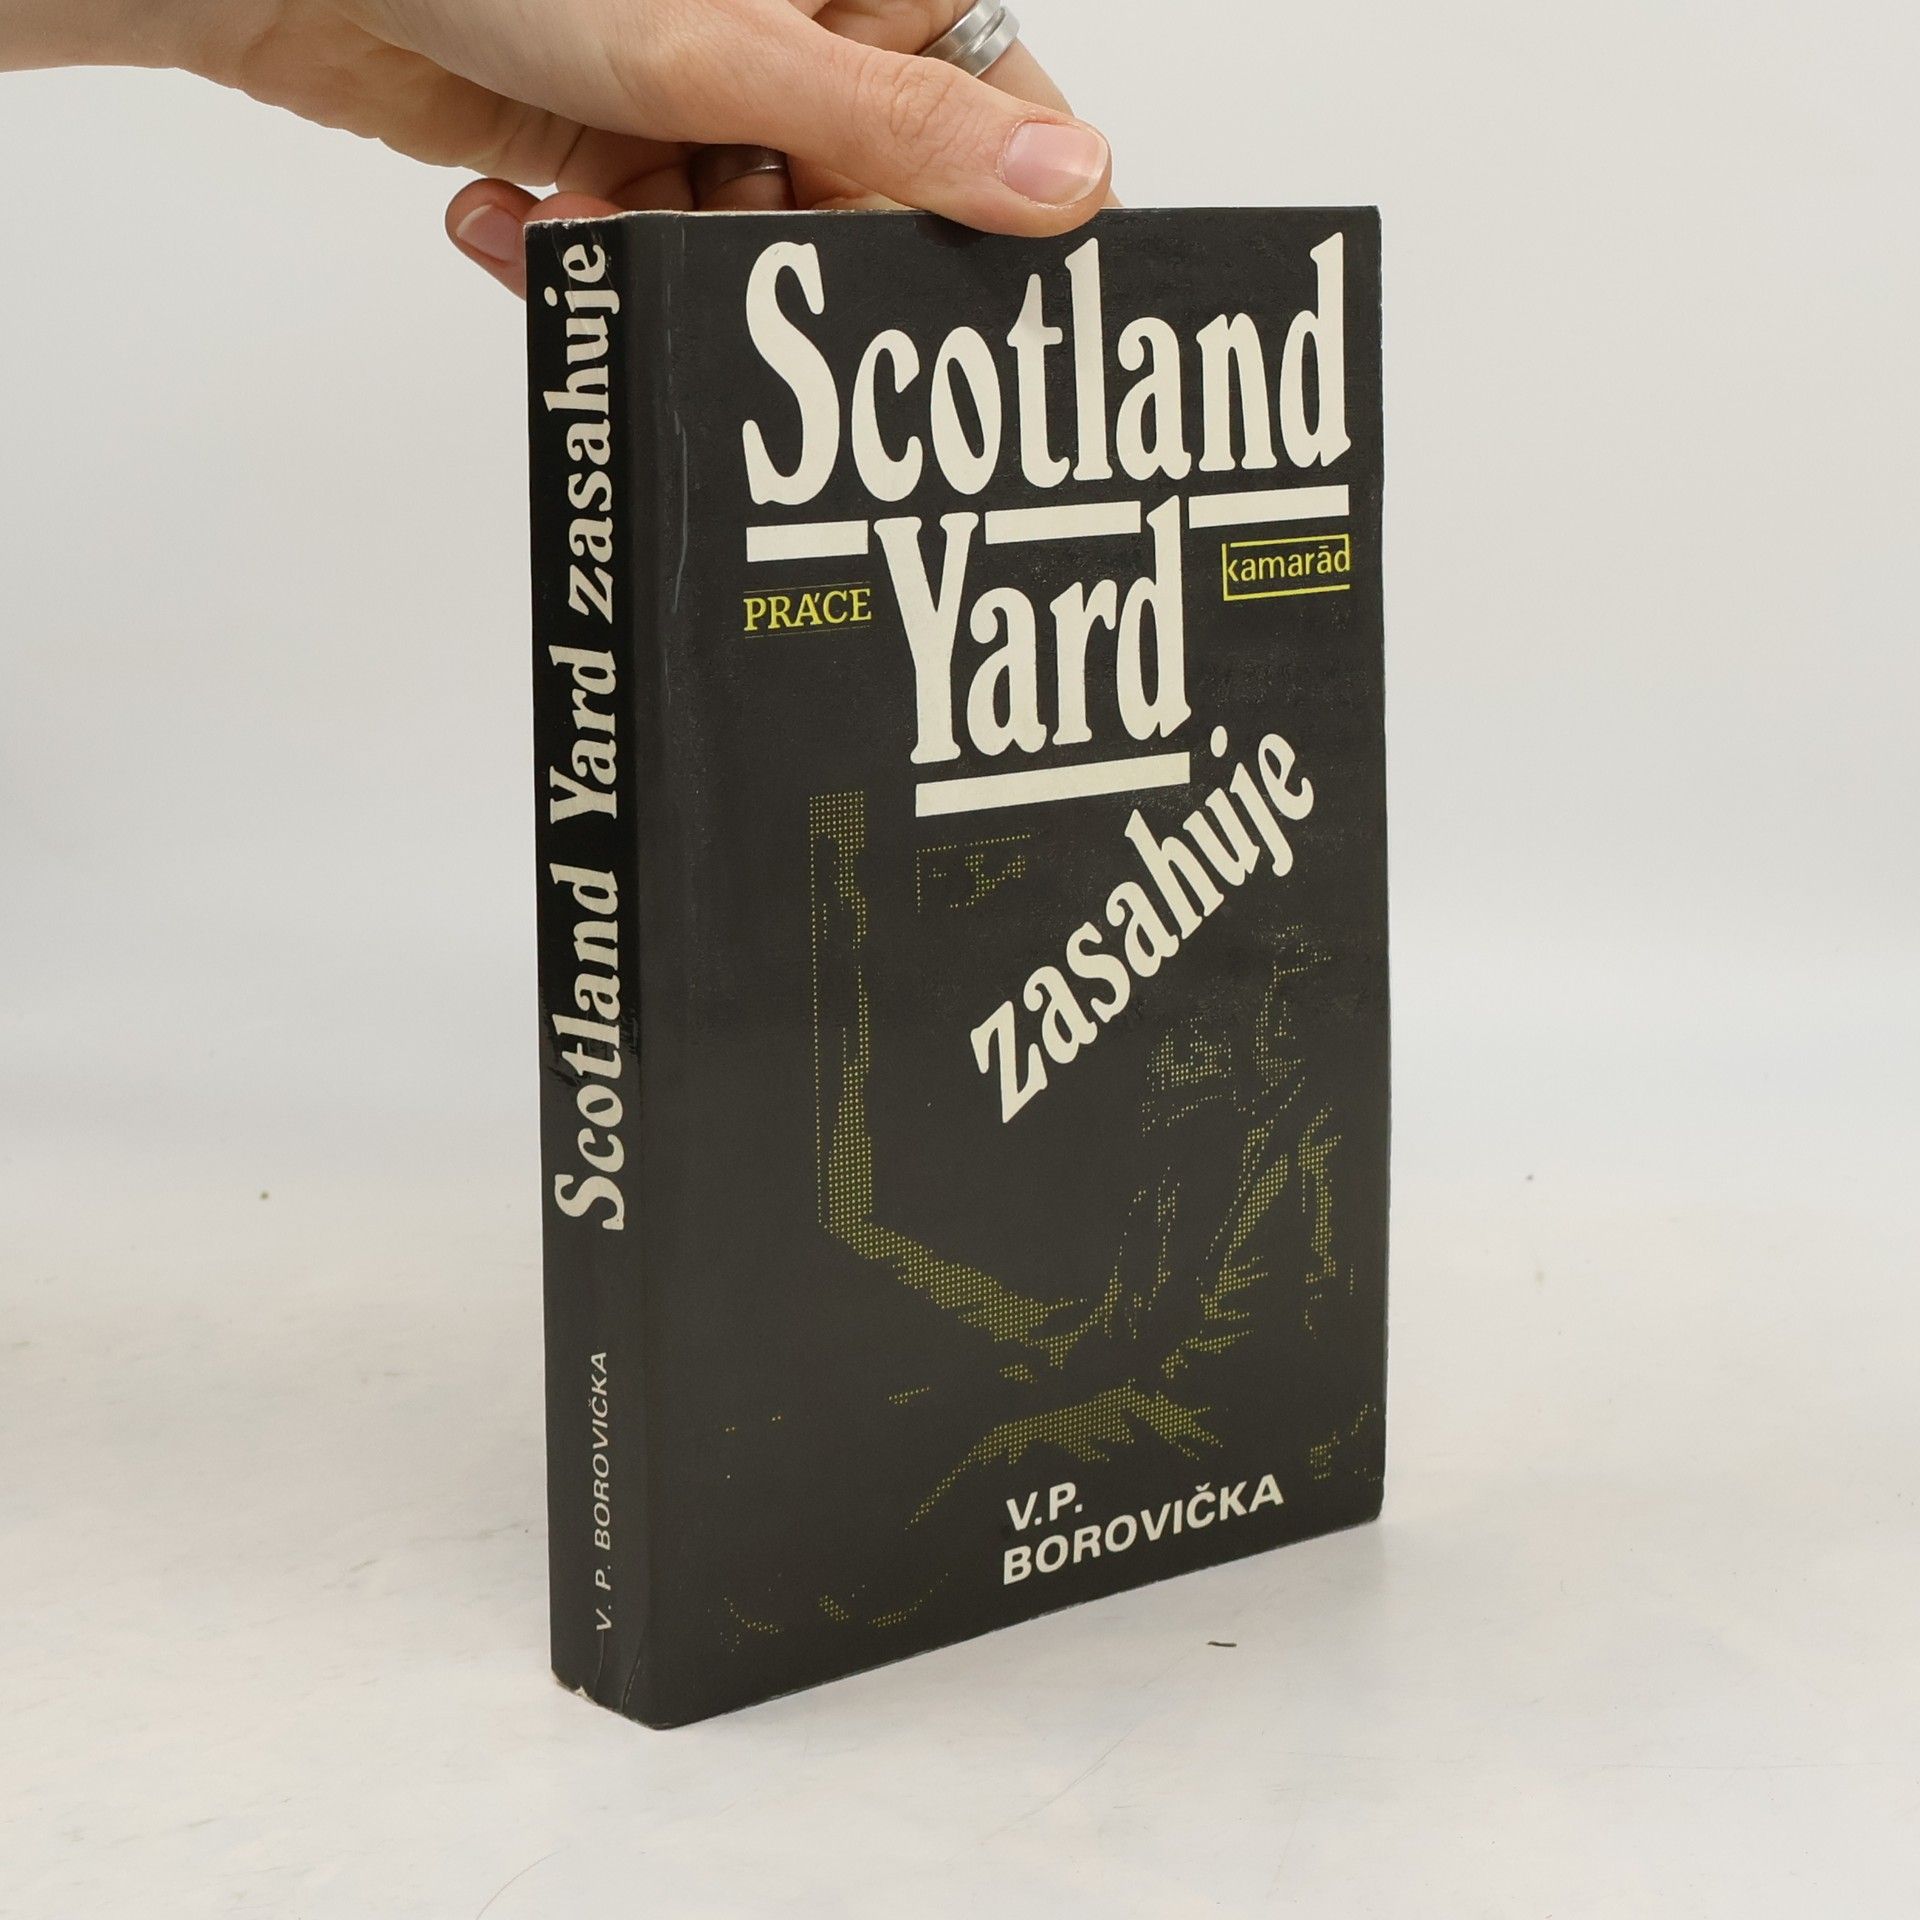 Scotland Yard zasahuje
V. P. BOROVIČKA
Scotland
Yard
PRÁCE
kamarád
zasahuje
V.P.
BOROVIČKA